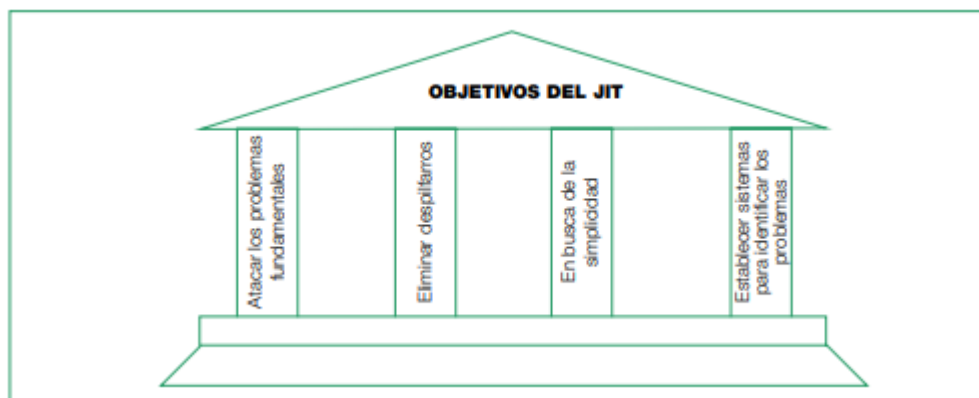 OBJETIVOS DEL JIT
Atacar los problemas
fundamentales
Eliminar despilfarros
En busca de la
simplicidad
Establecer sistemas
para identificar los
problemas